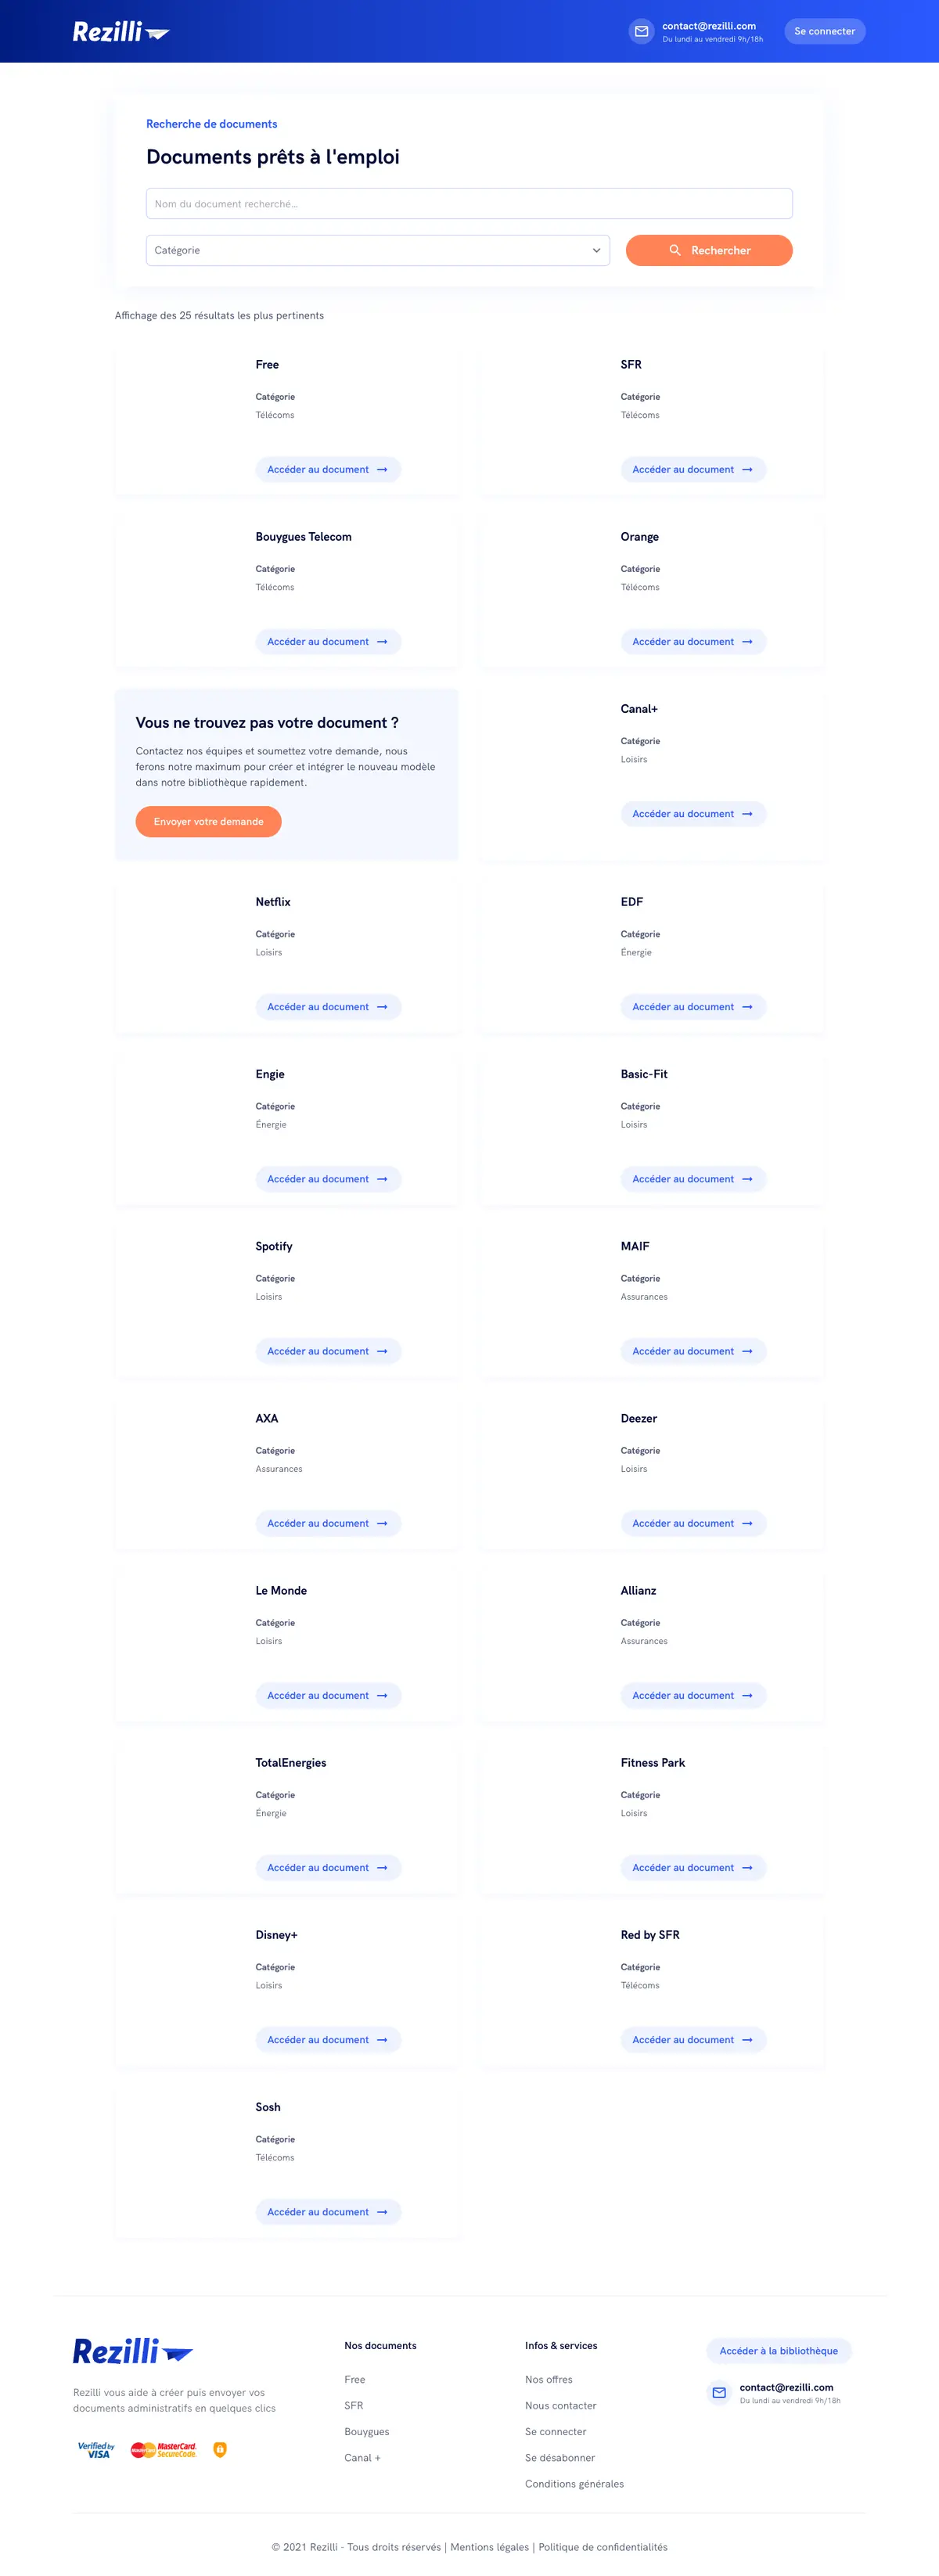 Rezilli
contact@rezilli.com
Du lundi au vendredi 9h/18h
Se connecter
Recherche de documents
Documents prêts à l'emploi
Nom du document recherché...
Catégorie
Rechercher
Affichage des 25 résultats les plus pertinents
Free
Catégorie
Télécoms
Accéder au document
SFR
Catégorie
Télécoms
Accéder au document
Bouygues Telecom
Catégorie
Télécoms
Accéder au document
Orange
Catégorie
Télécoms
Accéder au document
Vous ne trouvez pas votre document ?
Contactez nos équipes et soumettez votre demande, nous
ferons notre maximum pour créer et intégrer le nouveau modèle
dans notre bibliothèque rapidement.
Envoyer votre demande
Canal+
Catégorie
Loisirs
Accéder au document
Netflix
Catégorie
Loisirs
Accéder au document
EDF
Catégorie
Énergie
Accéder au document
Engie
Catégorie
Énergie
Accéder au document
Basic-Fit
Catégorie
Loisirs
Accéder au document
Spotify
Catégorie
Loisirs
Accéder au document
MAIF
Catégorie
Assurances
Accéder au document
AXA
Catégorie
Assurances
Accéder au document
Deezer
Catégorie
Loisirs
Accéder au document
Le Monde
Catégorie
Loisirs
Accéder au document
Allianz
Catégorie
Assurances
Accéder au document
TotalEnergies
Catégorie
Énergie
Accéder au document
Fitness Park
Catégorie
Loisirs
Accéder au document
Disney+
Catégorie
Loisirs
Accéder au document
Red by SFR
Catégorie
Télécoms
Accéder au document
Sosh
Catégorie
Télécoms
Accéder au document
Rezilli
Rezilli vous aide à créer puis envoyer vos
documents administratifs en quelques clics
Verified by
VISA
MasterCard
MasterCard.
SecureCode.
Nos documents
Free
SFR
Bouygues
Canal +
Infos & services
Nos offres
Nous contacter
Se connecter
Se désabonner
Conditions générales
Accéder à la bibliothèque
contact@rezilli.com
Du lundi au vendredi 9h/18h
© 2021 Rezilli - Tous droits réservés | Mentions légales | Politique de confidentialités